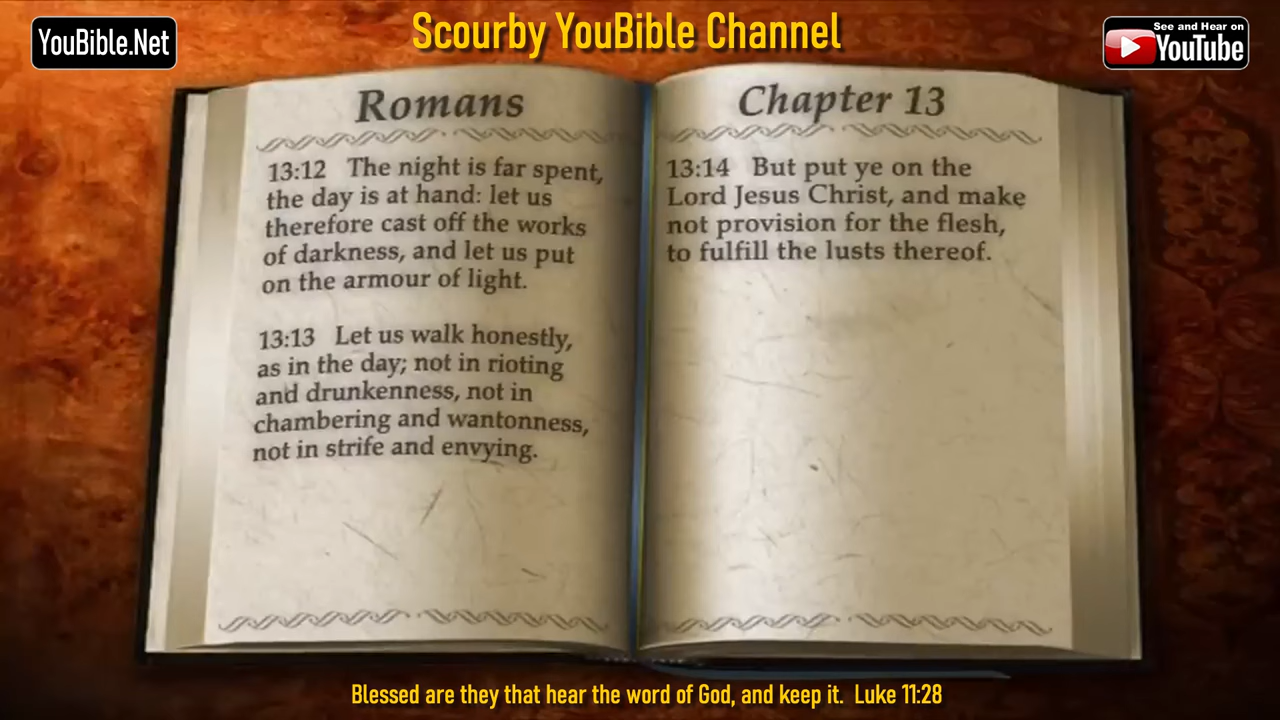 YouBible.Net
Scourby YouBible Channel
See and Hear on
YouTube
Romans
13:12 The night is far spent,
the day is at hand: let us
therefore cast off the works
of darkness, and let us put
on the armour of light.
13:13 Let us walk honestly,
as in the day; not in rioting
and drunkenness, not in
chambering and wantonness,
not in strife and envying.
Chapter 13
13:14 But put ye on the
Lord Jesus Christ, and make
not provision for the flesh,
to fulfill the lusts thereof.
Blessed are they that hear the word of God, and keep it. Luke 11:28